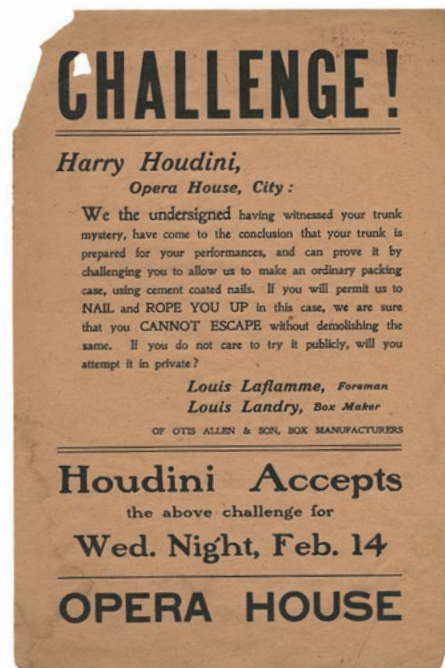 CHALLENGE!
Harry Houdini,
Opera House, City :
We the undersigned having witnessed your trunk
mystery, have come to the conclusion that your trunk is
prepared for your performances, and can prove it by
challenging you to allow us to make an ordinary packing
case, using cement coated nails. If you will permit us to
NAIL and ROPE YOU UP in this case, we are sure
that you CANNOT ESCAPE without demolishing the
same. If you do not care to try it publicly, will you
attempt it in private?
Louis Laflamme, Foreman
Louis Landry, Box Maker
OF OTIS ALLEN & SON, BOX MANUFACTURERS
Houdini Accepts
the above challenge for
Wed. Night, Feb. 14
OPERA HOUSE